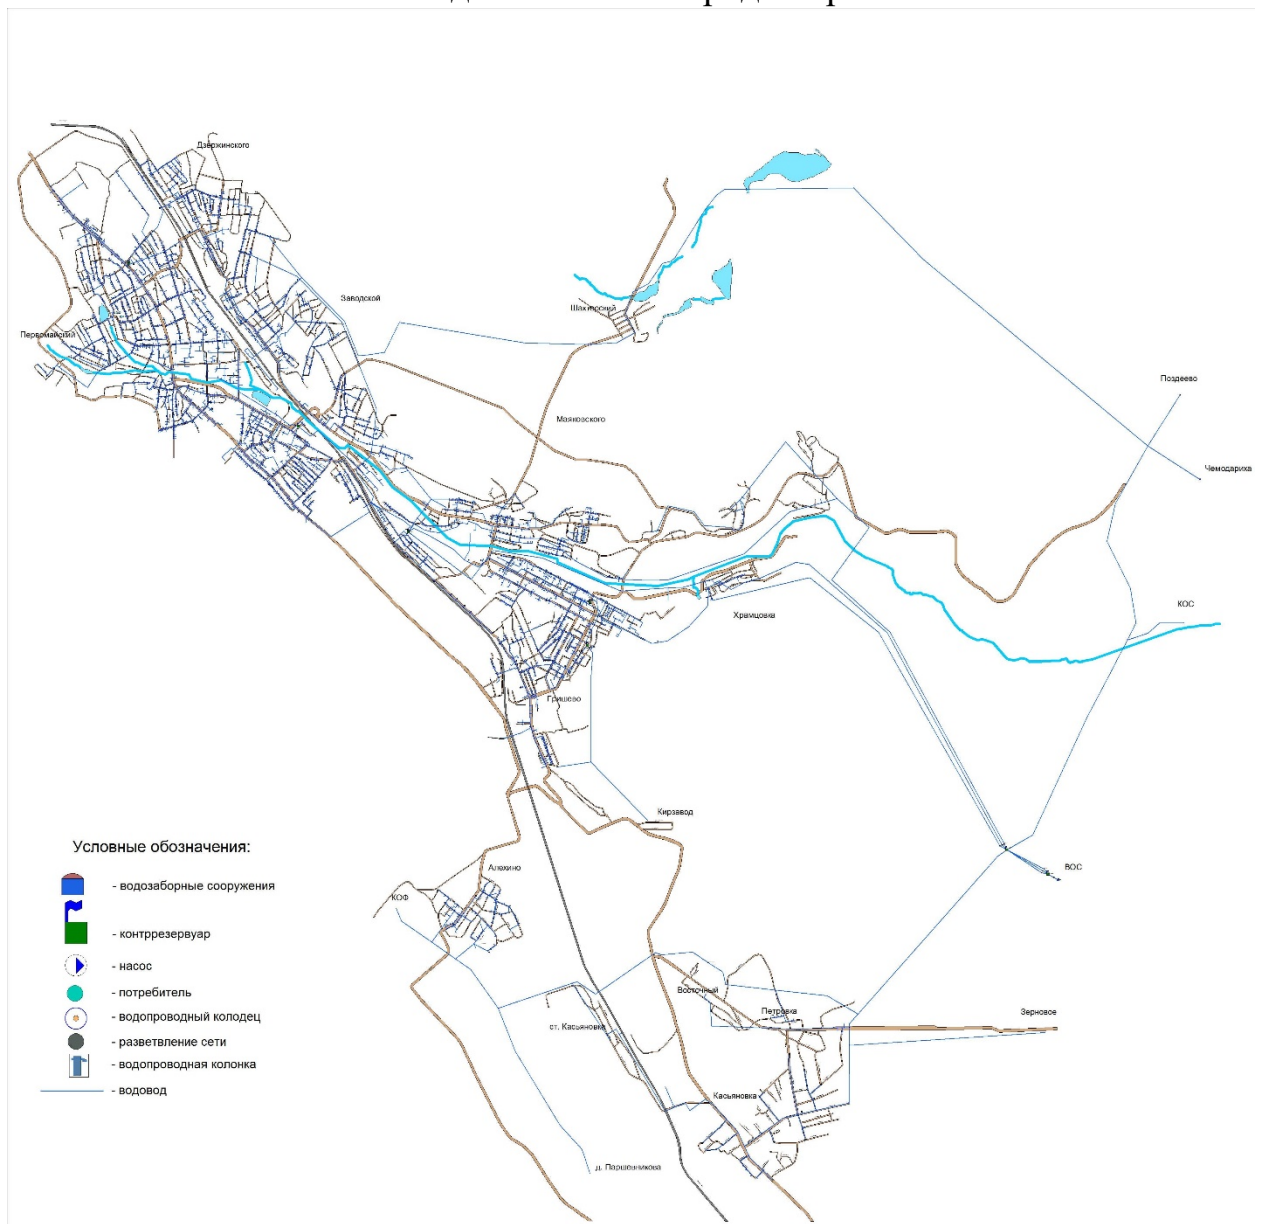 Дзержинского
Заводской
Шахтерский
Первомайский
Поздеево
Маяковского
Чемодариха
КОС
Храмцовка
Гришево
Кирзавод
Условные обозначения:
Алехино
ВОС
- водозаборные сооружения
КОФ
- контррезервуар
- насос
Восточный
- потребитель
Петровка
Зерновое
- водопроводный колодец
ст. Касьяновка
- разветвление сети
- водопроводная колонка
- водовод
Касьяновка
д. Паршевникова